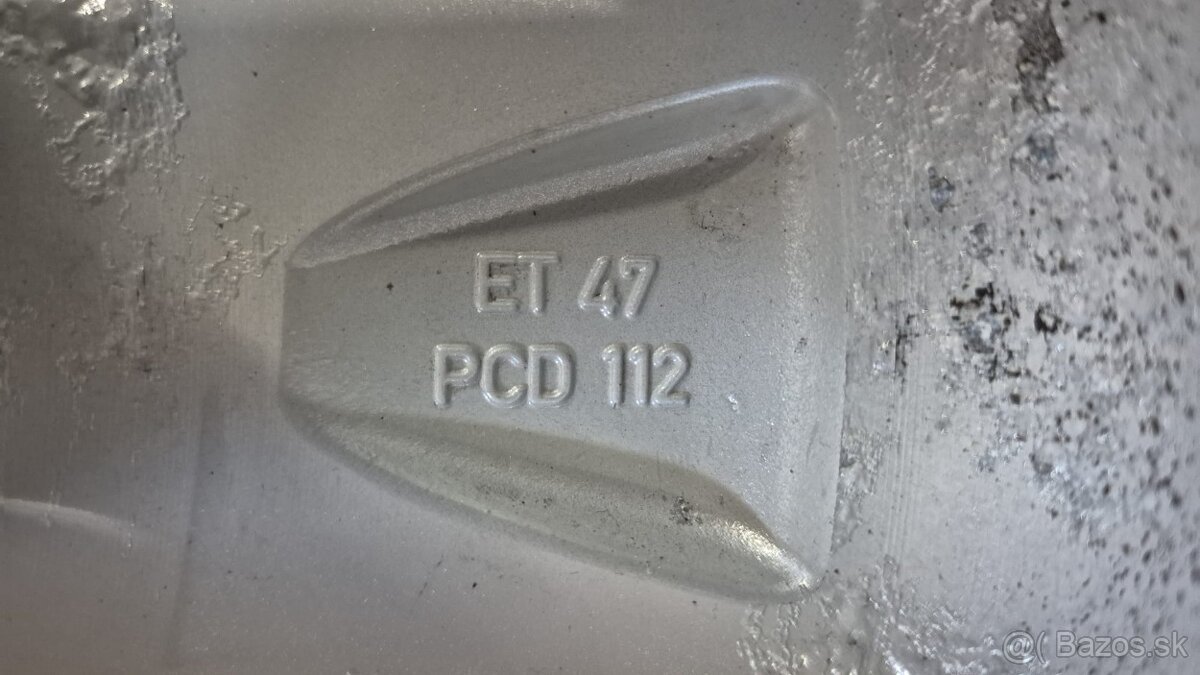 ET 47
PCD 112
@( Bazos.sk